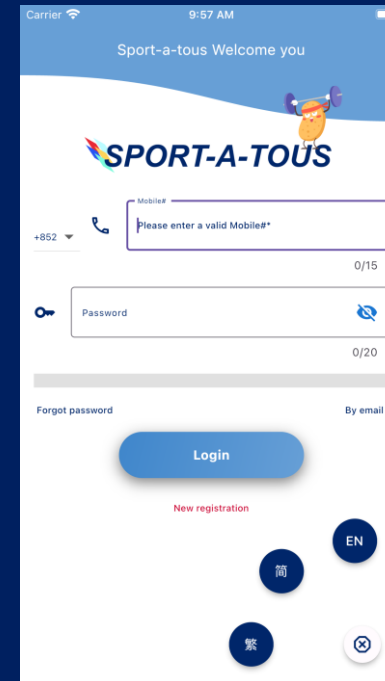 Carrier 9:57 AM
Sport-a-tous Welcome you
SPORT-A-TOUS
Mobile#
+852
Please enter a valid Mobile#*
0/15
Password
0/20
Forgot password By email
Login
New registration
EN
简
繁